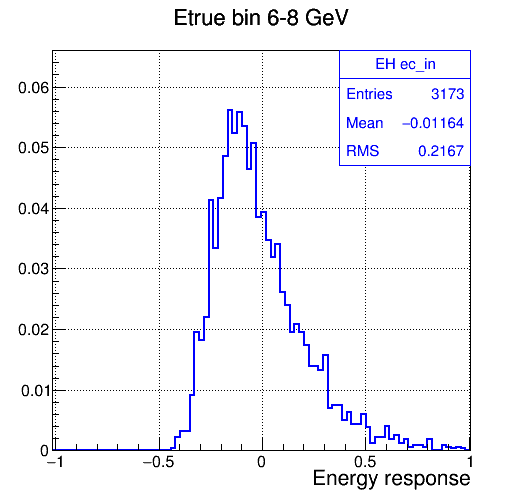 Etrue bin 6-8 GeV
EH ec_in
Entries 3173
Mean −0.01164
RMS 0.2167
0.06
0.05
0.04
0.03
0.02
0.01
0
−1 −0.5 0 0.5 1
Energy response